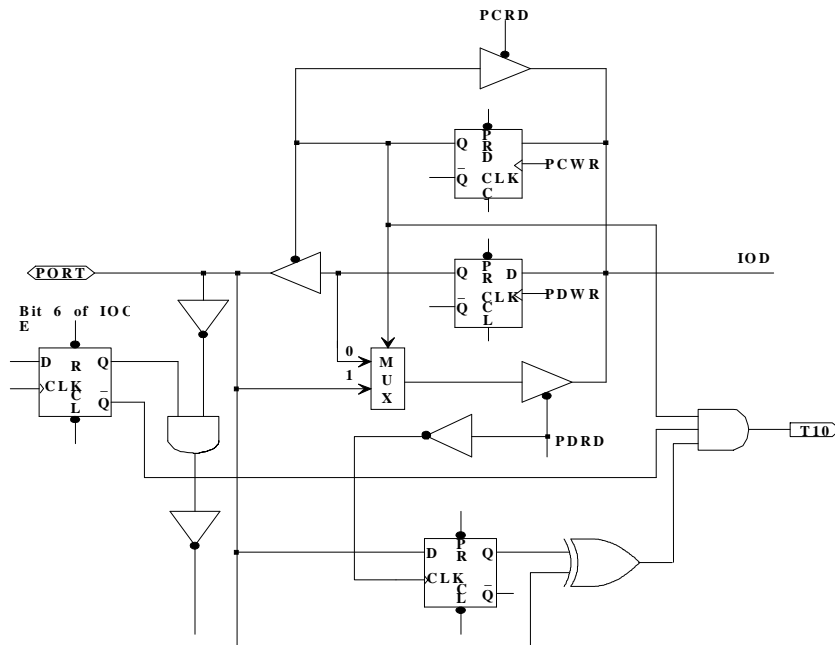 PCRD
Q PR D
Q CLK CL
PCWR
IOD
PORT
Q PR D
Q CLK CL
PDWR
Bit 6 of IOC
E
D R Q
CLK CL Q
0
1
MUX
PDRD
T10
D PR Q
CLK CL Q